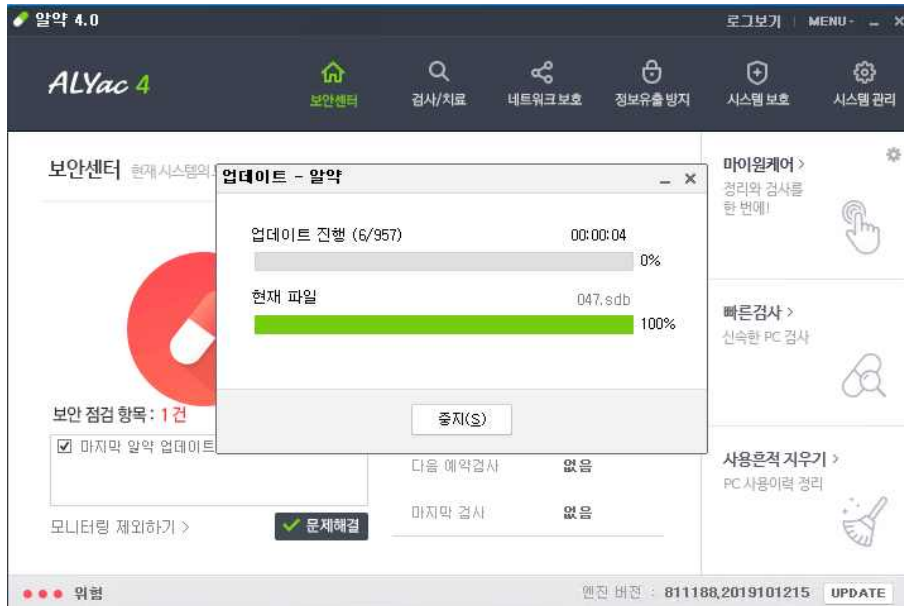 알약 4.0
로그보기 MENU
ALYac 4
보안센터 검사/치료 네트워크 보호 정보유출 방지 시스템 보호 시스템 관리
보안센터 현재 시스템의
업데이트 - 알약
업데이트 진행 (6/957) 00:00:04
0%
현재 파일 047.sdb
100%
중지(S)
보안 점검 항목 : 1 건
마지막 알약 업데이트
모니터링 제외하기 >
문제해결
다음 예약검사 없음
마지막 검사 없음
마이원케어 >
정리와 검사를
한 번에!
빠른검사 >
신속한 PC 검사
사용흔적 지우기 >
PC 사용이력 정리
위험
엔진 버전 : 811188,2019101215 UPDATE